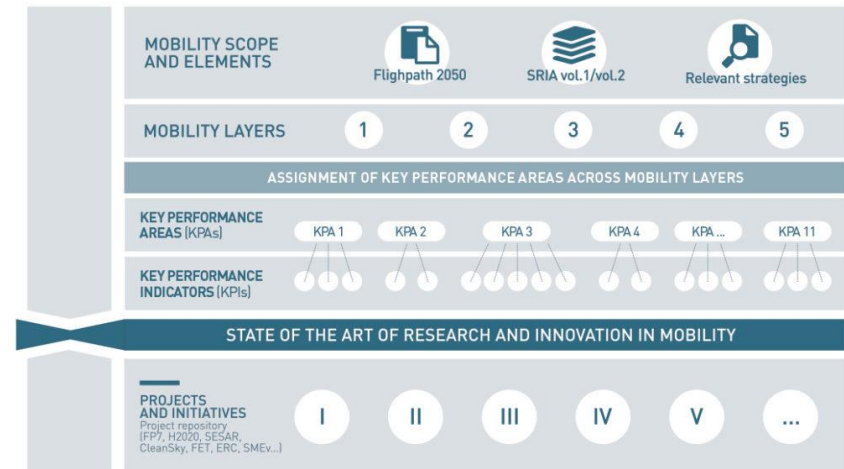 MOBILITY SCOPE
AND ELEMENTS
Flighpath 2050
SRIA vol.1/vol.2
Relevant strategies
MOBILITY LAYERS
1 2 3 4 5
ASSIGNMENT OF KEY PERFORMANCE AREAS ACROSS MOBILITY LAYERS
KEY PERFORMANCE
AREAS (KPAs)
KPA 1 KPA 2 KPA 3 KPA 4 KPA ... KPA 11
KEY PERFORMANCE
INDICATORS (KPIs)
STATE OF THE ART OF RESEARCH AND INNOVATION IN MOBILITY
PROJECTS
AND INITIATIVES
Project repository
(FP7, H2020, SESAR,
CleanSky, FET, ERC, SMEv...)
I II III IV V ...